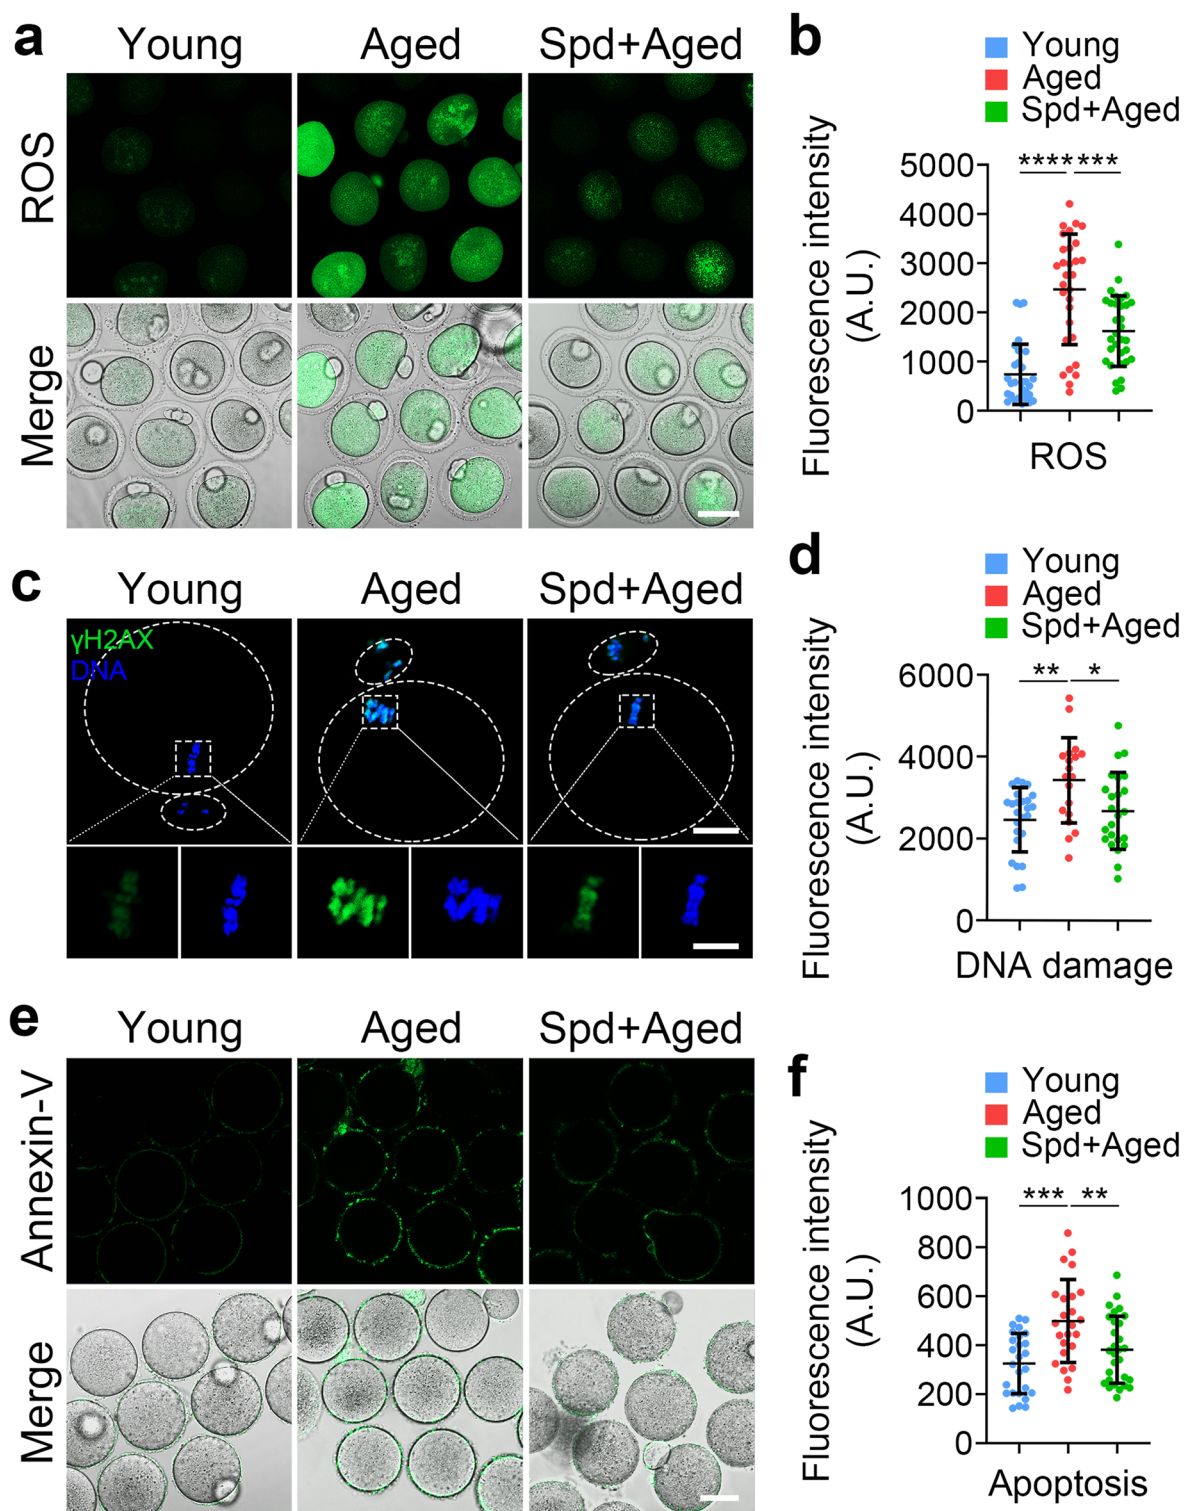 a
Young
Aged
Spd+Aged
ROS
Merge
b
Young
Aged
Spd+Aged
Fluorescence intensity
(A.U.)
5000
4000
3000
2000
1000
0
**** ***
ROS
c
Young
Aged
Spd+Aged
γH2AX
DNA
d
Young
Aged
Spd+Aged
Fluorescence intensity
(A.U.)
6000
4000
2000
0
** *
DNA damage
e
Young
Aged
Spd+Aged
Annexin-V
Merge
f
Young
Aged
Spd+Aged
Fluorescence intensity
(A.U.)
1000
800
600
400
200
0
*** **
Apoptosis